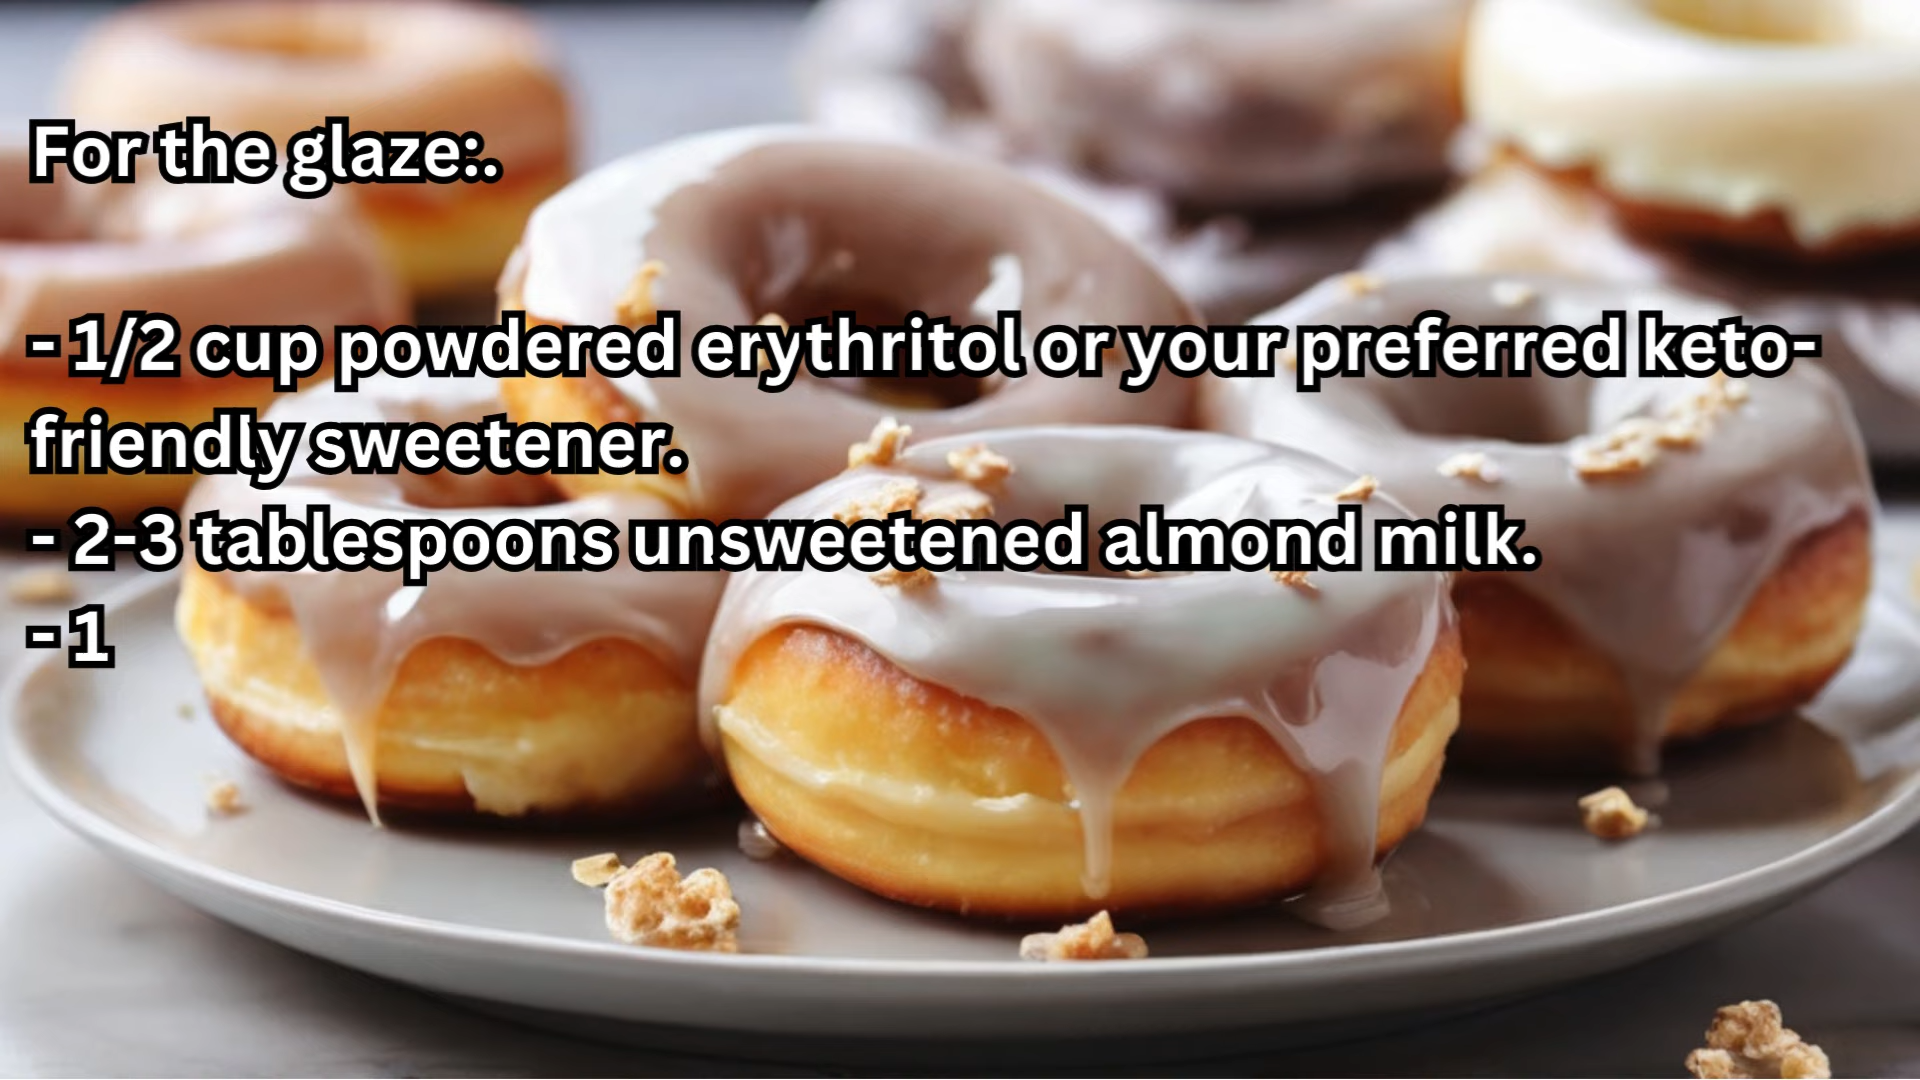 For the glaze:.
- 1/2 cup powdered erythritol or your preferred keto-
friendly sweetener.
- 2-3 tablespoons unsweetened almond milk.
- 1